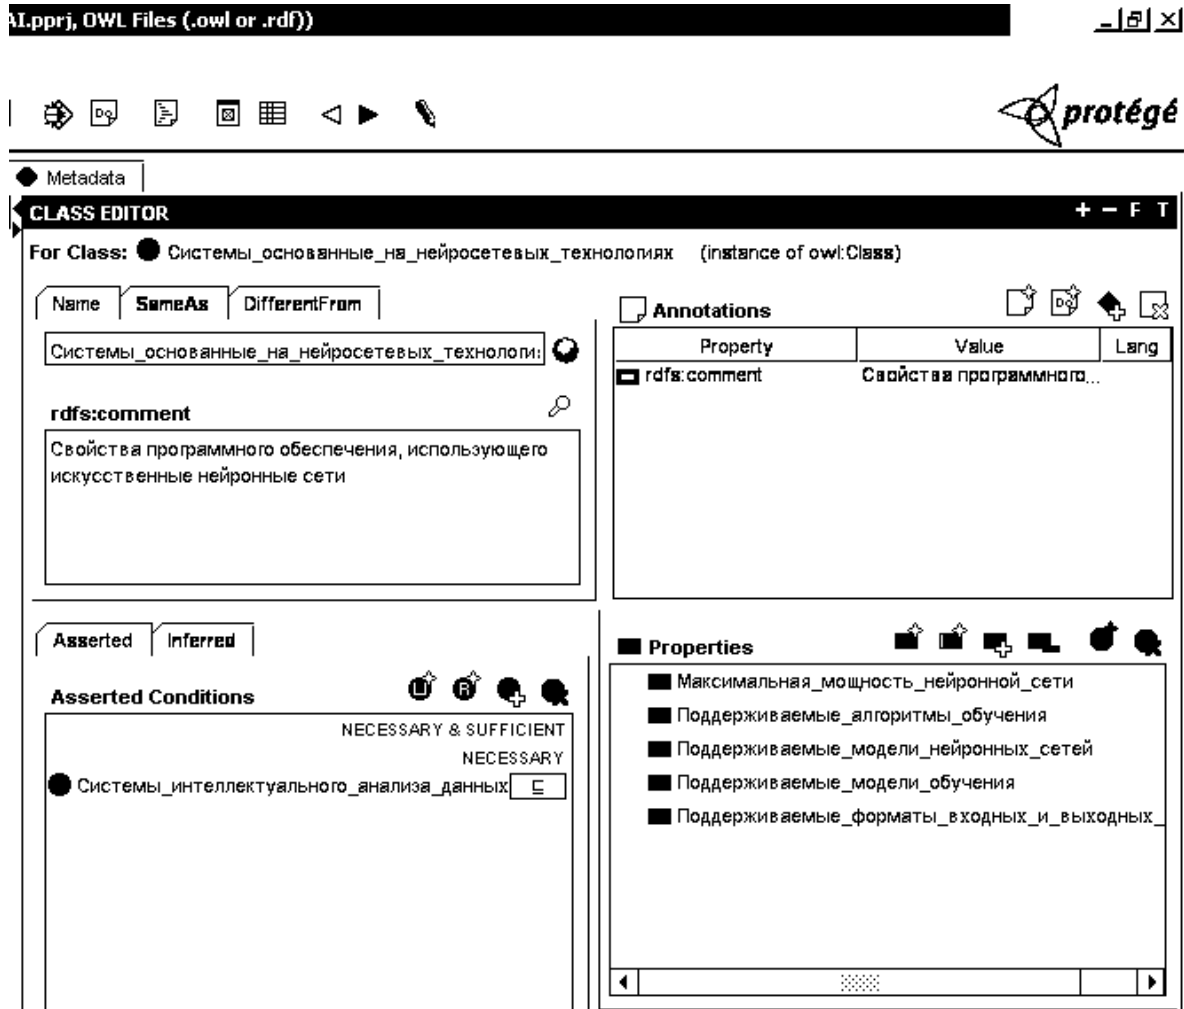 AI.pprj, OWL Files (.owl or .rdf))
protégé
Metadata
CLASS EDITOR
+ − F T
For Class: Системы_основанные_на_нейросетевых_технологиях (instance of owl:Class)
Name SameAs DifferentFrom
Annotations
Системы_основанные_на_нейросетевых_технологи
Property Value Lang
rdfs:comment Свойства программного...
rdfs:comment
Свойства программного обеспечения, использующего
искусственные нейронные сети
Asserted Inferred
Asserted Conditions
NECESSARY & SUFFICIENT
NECESSARY
Системы_интеллектуального_анализа_данных ⊑
Properties
Максимальная_мощность_нейронной_сети
Поддерживаемые_алгоритмы_обучения
Поддерживаемые_модели_нейронных_сетей
Поддерживаемые_модели_обучения
Поддерживаемые_форматы_входных_и_выходных_